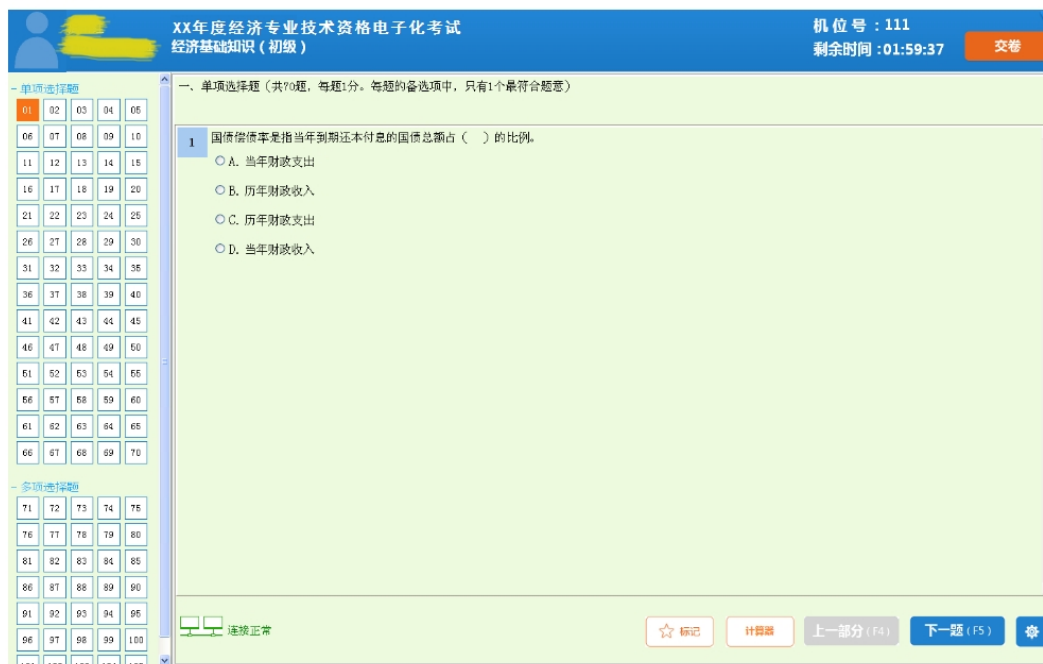 XX年度经济专业技术资格电子化考试
经济基础知识（初级）
机位号：111
剩余时间：01:59:37
交卷
- 单项选择题
01 02 03 04 05
06 07 08 09 10
11 12 13 14 15
16 17 18 19 20
21 22 23 24 25
26 27 28 29 30
31 32 33 34 35
36 37 38 39 40
41 42 43 44 45
46 47 48 49 50
51 52 53 54 55
56 57 58 59 60
61 62 63 64 65
66 67 68 69 70
- 多项选择题
71 72 73 74 75
76 77 78 79 80
81 82 83 84 85
86 87 88 89 90
91 92 93 94 95
96 97 98 99 100
一、单项选择题（共70题，每题1分。每题的备选项中，只有1个最符合题意）
1 国债偿债率是指当年到期还本付息的国债总额占（ ）的比例。
A. 当年财政支出
B. 历年财政收入
C. 历年财政支出
D. 当年财政收入
连接正常
标记
计算器
上一部分(F4)
下一题(F5)